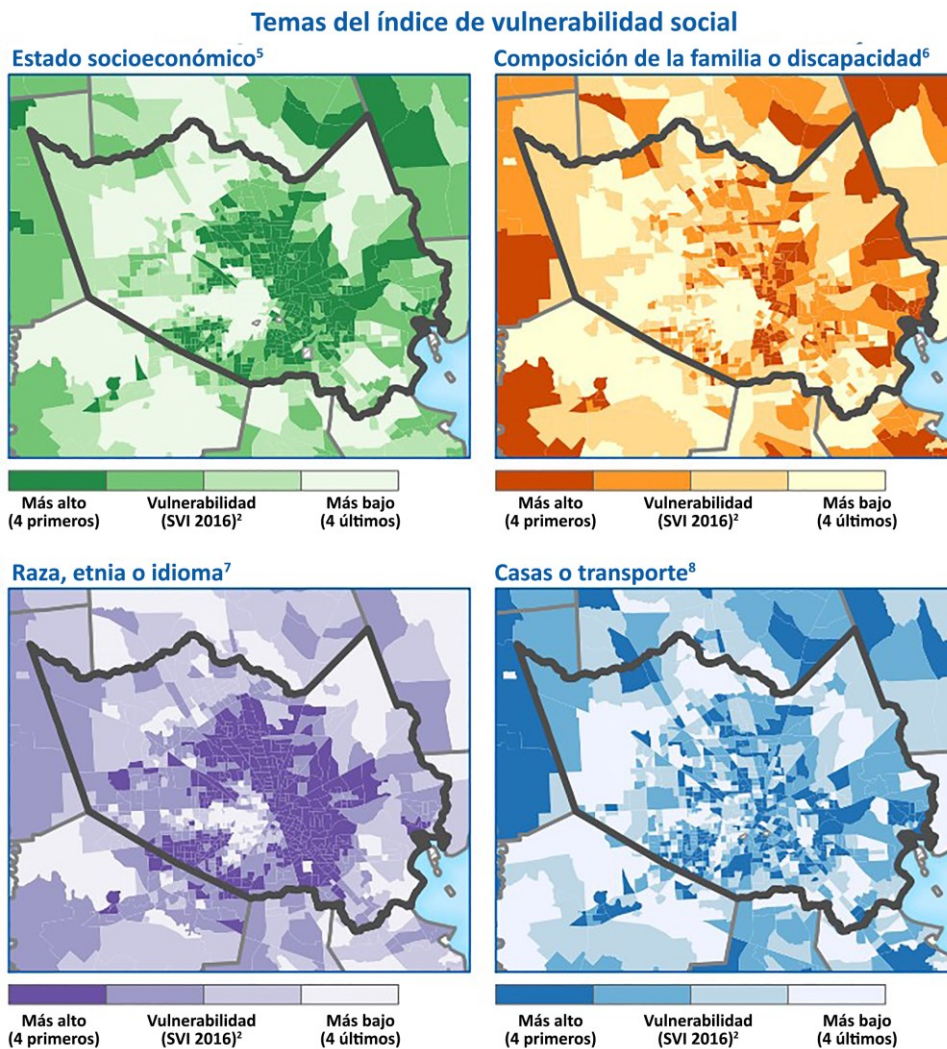 Temas del índice de vulnerabilidad social
Estado socioeconómico⁵
Composición de la familia o discapacidad⁶
Más alto
(4 primeros)
Vulnerabilidad
(SVI 2016)²
Más bajo
(4 últimos)
Más alto
(4 primeros)
Vulnerabilidad
(SVI 2016)²
Más bajo
(4 últimos)
Raza, etnia o idioma⁷
Casas o transporte⁸
Más alto
(4 primeros)
Vulnerabilidad
(SVI 2016)²
Más bajo
(4 últimos)
Más alto
(4 primeros)
Vulnerabilidad
(SVI 2016)²
Más bajo
(4 últimos)